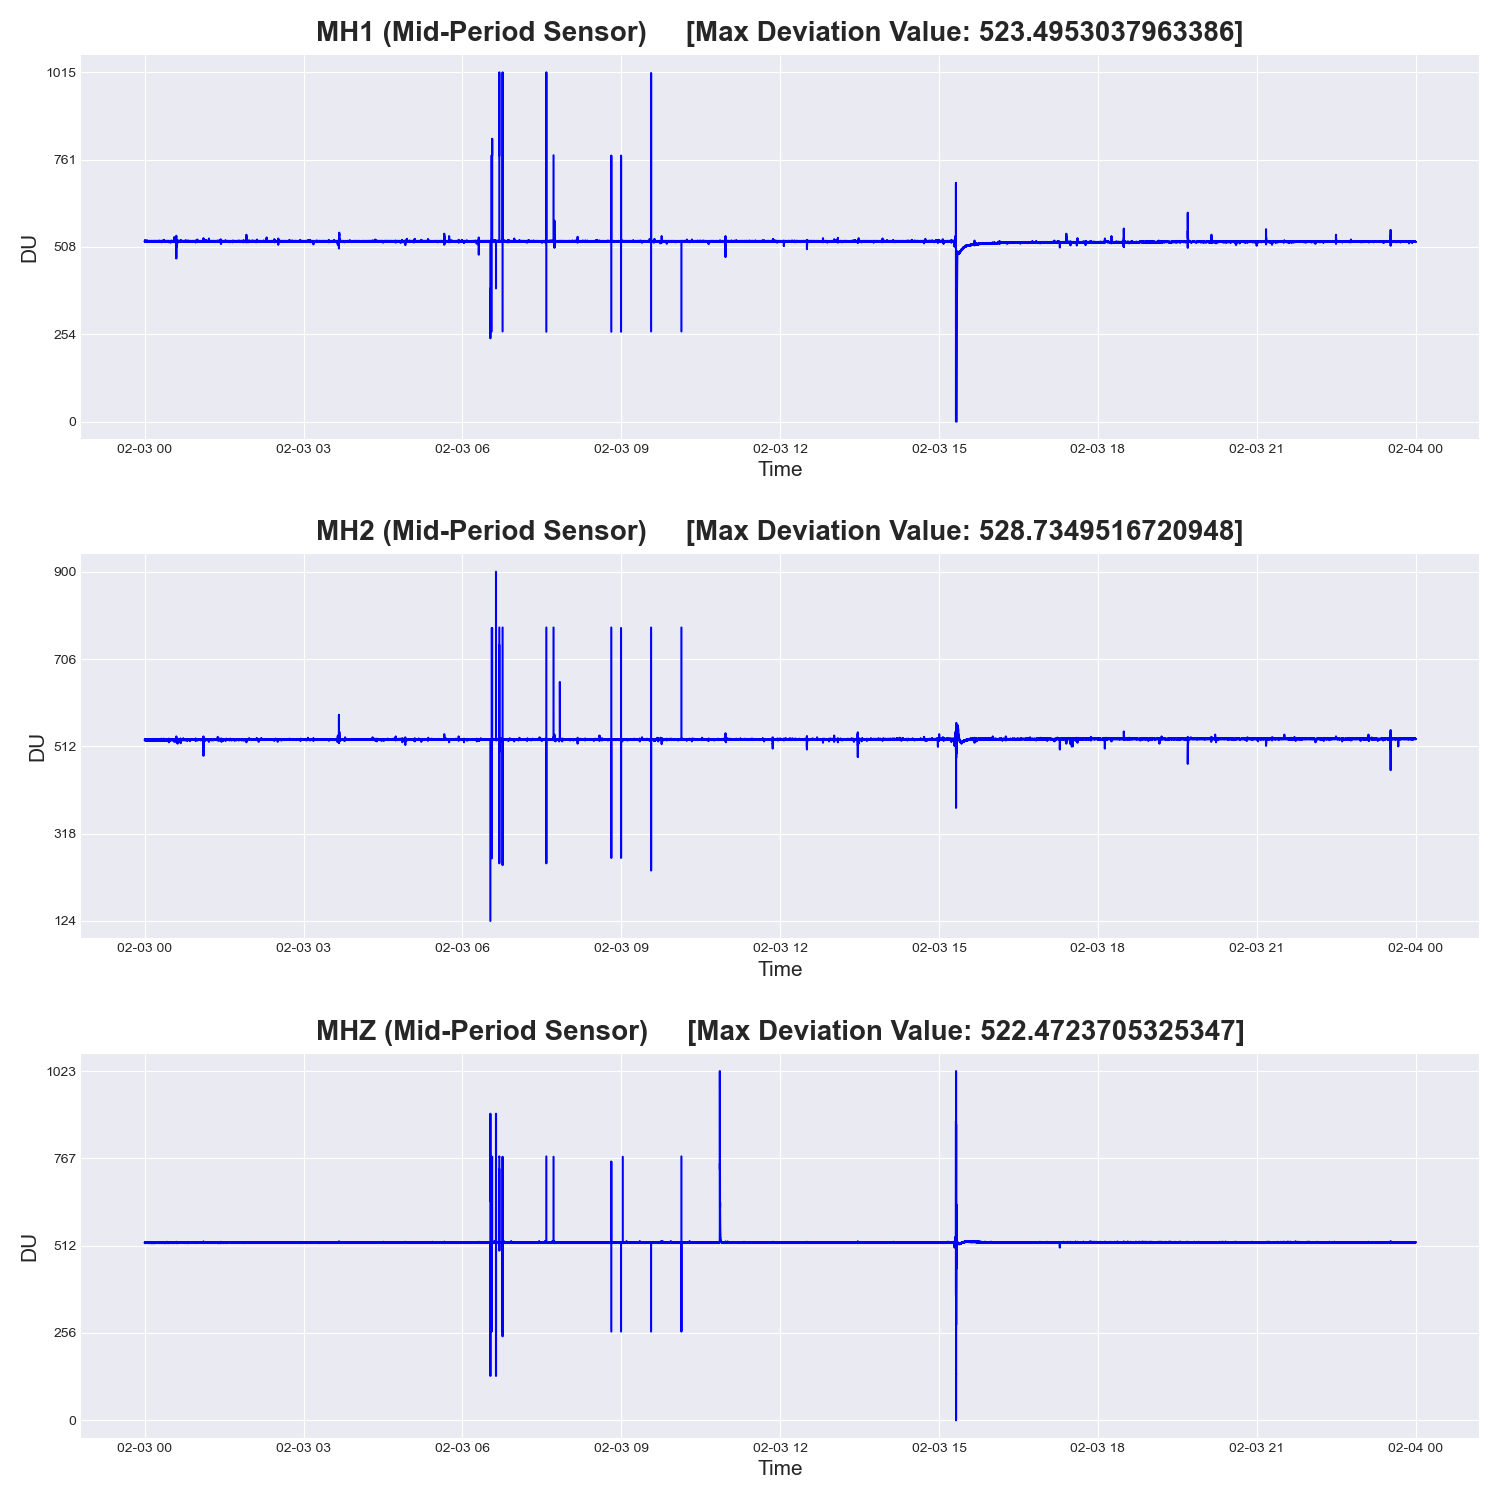 MH1 (Mid-Period Sensor) [Max Deviation Value: 523.4953037963386]
1015
761
508
254
0
DU
02-03 00 02-03 03 02-03 06 02-03 09 02-03 12 02-03 15 02-03 18 02-03 21 02-04 00
Time
MH2 (Mid-Period Sensor) [Max Deviation Value: 528.7349516720948]
900
706
512
318
124
DU
02-03 00 02-03 03 02-03 06 02-03 09 02-03 12 02-03 15 02-03 18 02-03 21 02-04 00
Time
MHZ (Mid-Period Sensor) [Max Deviation Value: 522.4723705325347]
1023
767
512
256
0
DU
02-03 00 02-03 03 02-03 06 02-03 09 02-03 12 02-03 15 02-03 18 02-03 21 02-04 00
Time